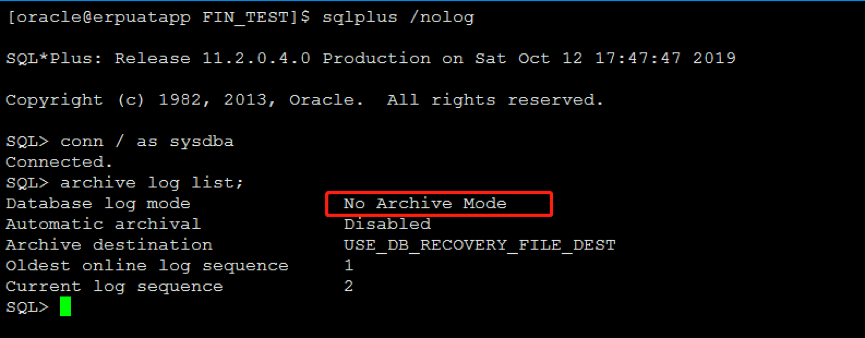 [oracle@erpuatapp FIN_TEST]$ sqlplus /nolog
SQL*Plus: Release 11.2.0.4.0 Production on Sat Oct 12 17:47:47 2019
Copyright (c) 1982, 2013, Oracle.  All rights reserved.
SQL> conn / as sysdba
Connected.
SQL> archive log list;
Database log mode              No Archive Mode
Automatic archival             Disabled
Archive destination            USE_DB_RECOVERY_FILE_DEST
Oldest online log sequence     1
Current log sequence           2
SQL>